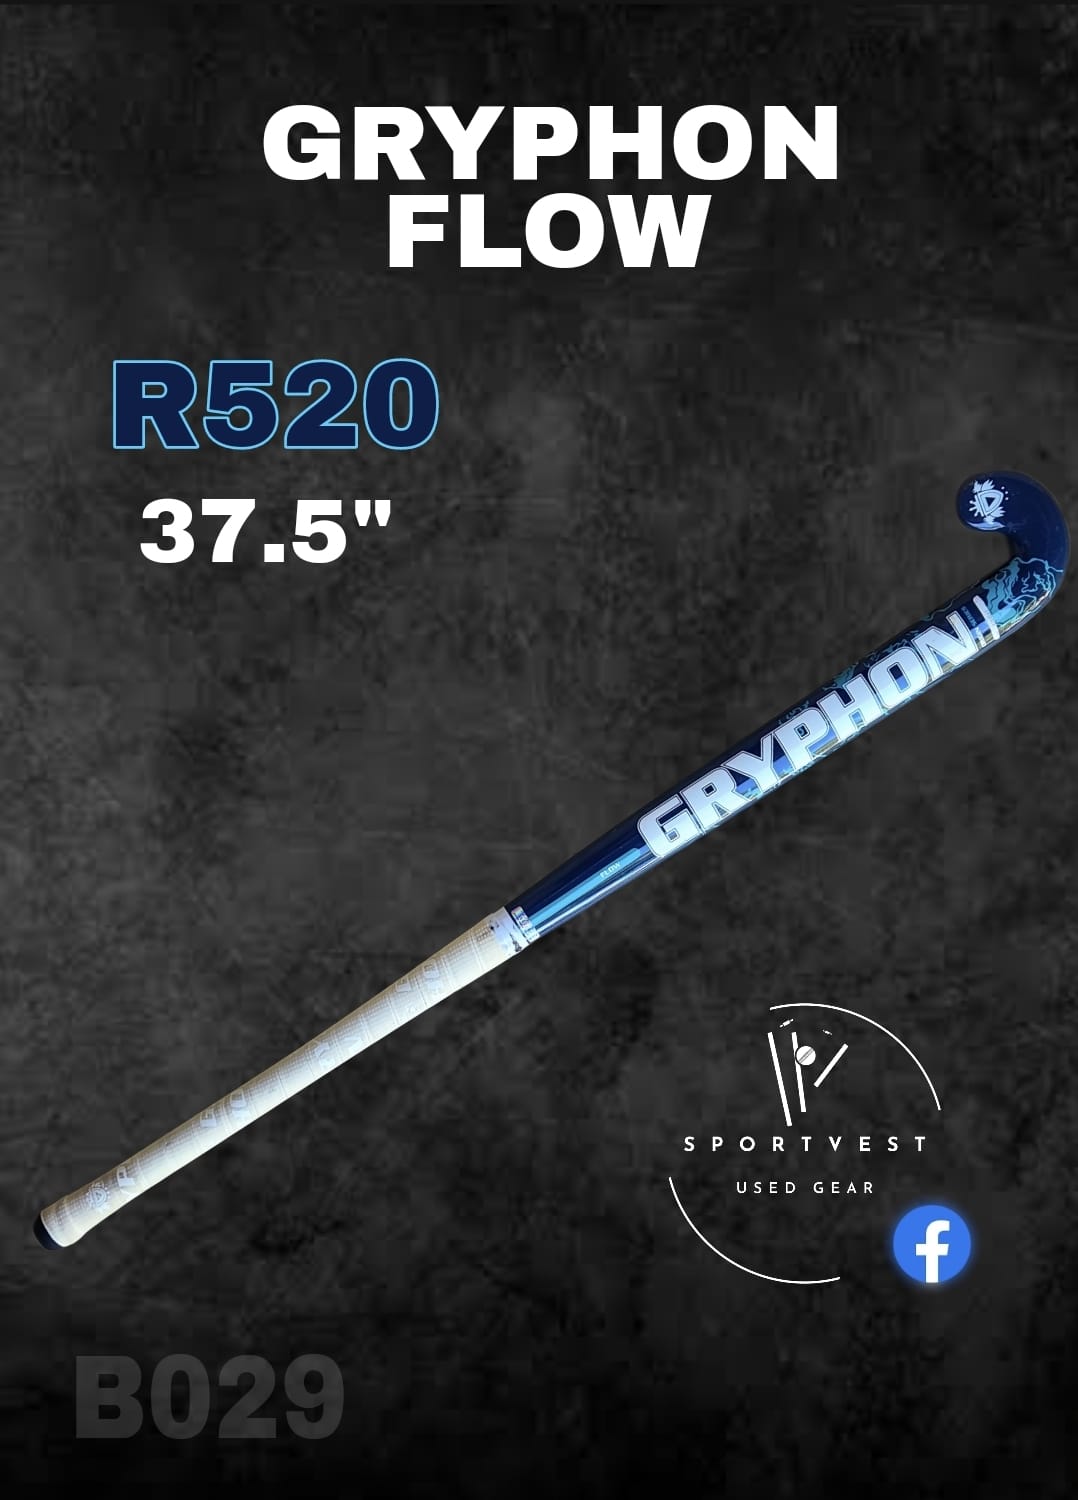 GRYPHON
FLOW
R520
37.5"
GRYPHON
FLOW
SPORTVEST
USED GEAR
f
B029